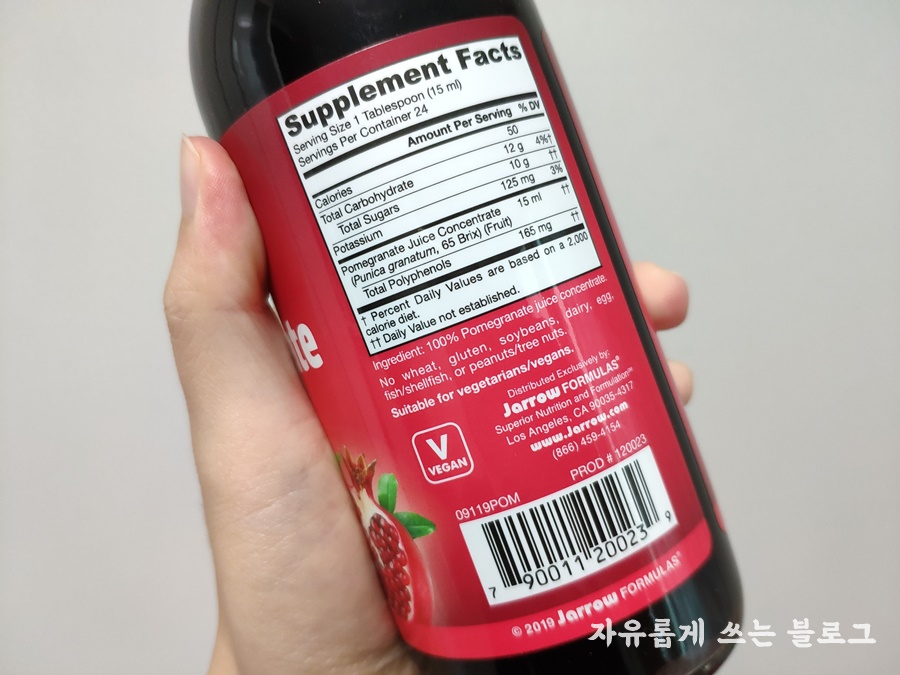 Supplement Facts
Serving Size 1 Tablespoon (15 ml)
Servings Per Container 24
Amount Per Serving % DV
Calories 50
Total Carbohydrate 12 g 4%†
Total Sugars 10 g ††
Potassium 125 mg 3%
Pomegranate Juice Concentrate 15 ml ††
(Punica granatum, 65 Brix) (Fruit)
Total Polyphenols 165 mg ††
† Percent Daily Values are based on a 2,000
calorie diet.
†† Daily Value not established.
Ingredient: 100% Pomegranate juice concentrate.
No wheat, gluten, soybeans, dairy, egg,
fish/shellfish, or peanuts/tree nuts.
Suitable for vegetarians/vegans.
Distributed Exclusively by:
Jarrow FORMULAS®
Superior Nutrition and Formulation℠
Los Angeles, CA 90035-4317
www.Jarrow.com
(866) 459-4154
V
VEGAN
PROD # 120023
09119POM
7 90011 20023 9
© 2019 Jarrow FORMULAS®
자유롭게 쓰는 블로그